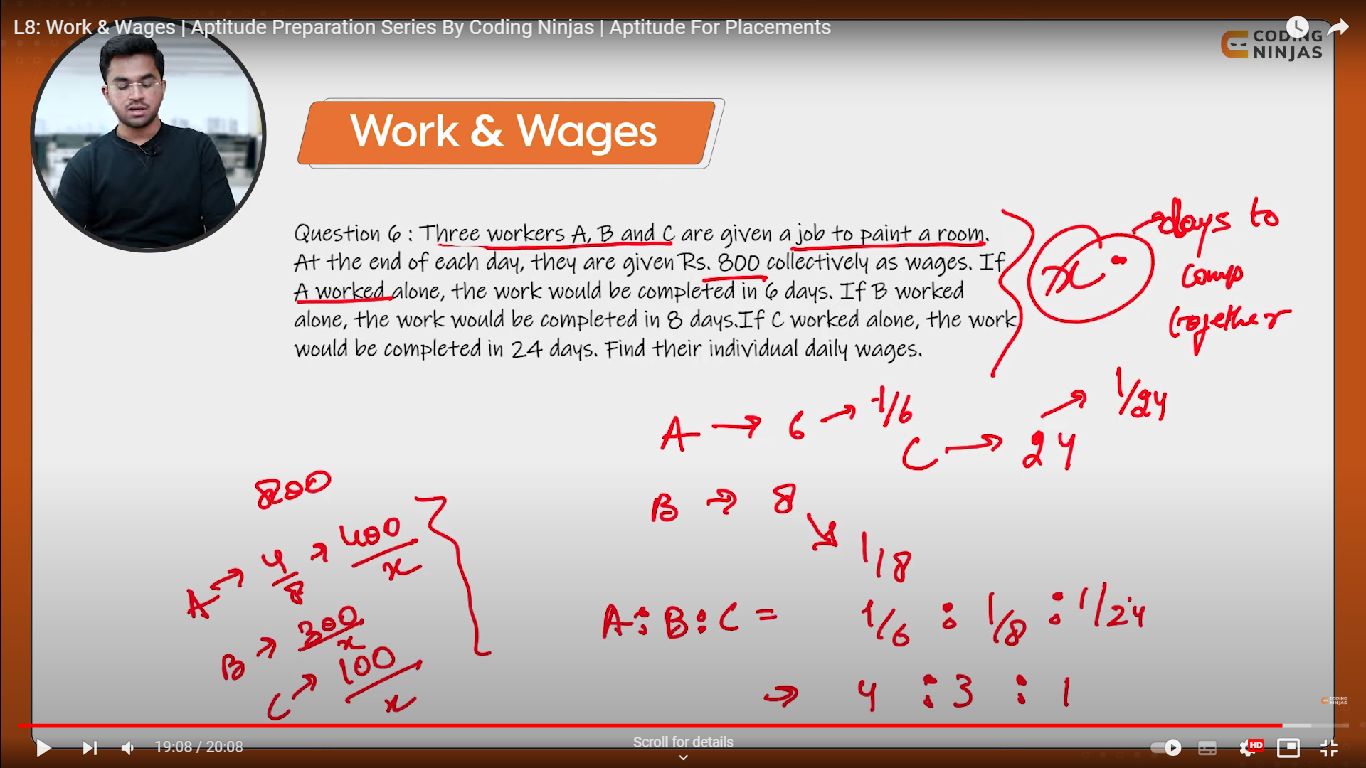 L8: Work & Wages | Aptitude Preparation Series By Coding Ninjas | Aptitude For Placements
CODING
NINJAS
Work & Wages
Question 6 : Three workers A, B and C are given a job to paint a room.
At the end of each day, they are given Rs. 800 collectively as wages. If
A worked alone, the work would be completed in 6 days. If B worked
alone, the work would be completed in 8 days.If C worked alone, the work
would be completed in 24 days. Find their individual daily wages.
x
days to
comp
together
A → 6 → 1/6
C → 24 → 1/24
B → 8
1/8
800
A → 4/8 → 400/x
B → 300/x
C → 100/x
A : B : C = 1/6 : 1/8 : 1/24
→ 4 : 3 : 1
CODING
NINJAS
19:08 / 20:08
Scroll for details
HD